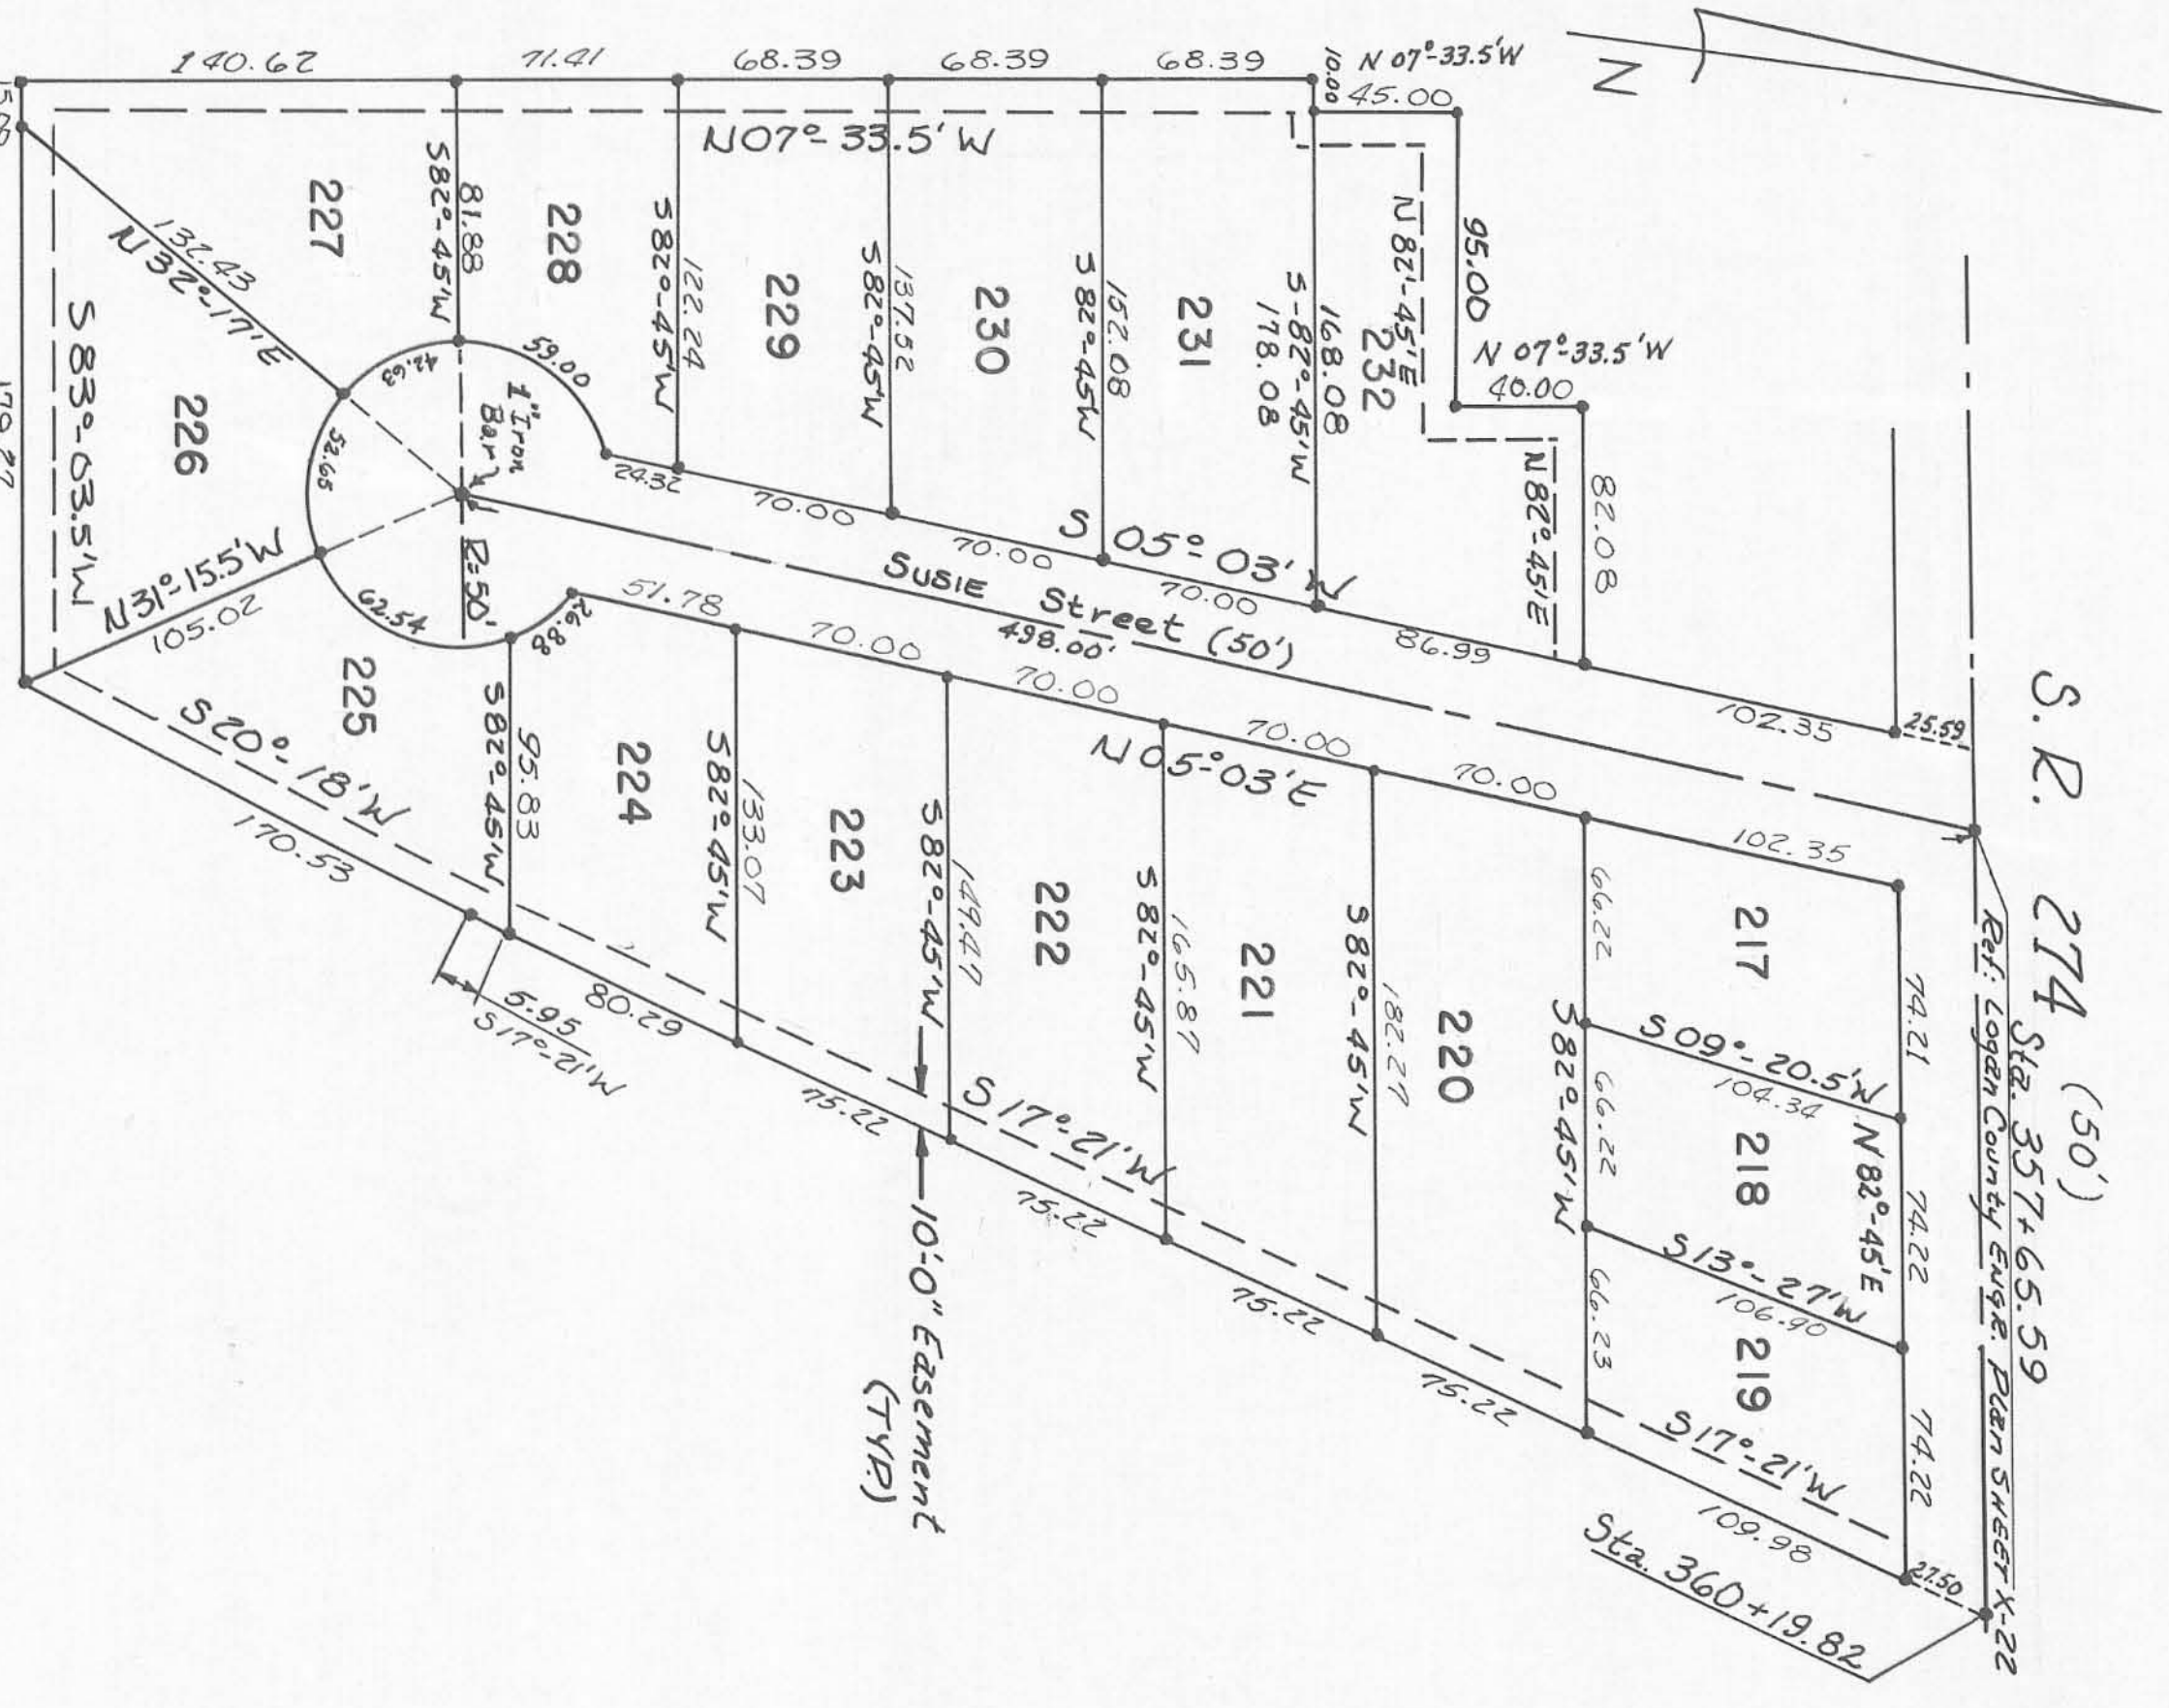 N
S.R. 274 (50')
Sta. 357+65.59
Ref: Logan County ENGR. Plan SHEET X-22
Sta. 360+19.82
140.62
71.41
68.39
68.39
68.39
10.00
N 07°-33.5'W
45.00
95.00
N 07°-33.5'W
40.00
82.08
N07°-33.5'W
N 82°-45'E
N 82°-45'E
232
168.08
S-82°-45'W
178.08
231
152.08
S 82°-45'W
230
137.52
S 82°-45'W
229
122.24
S 82°-45'W
228
81.88
S82°-45'W
227
132.43
N 32°-17'E
226
S 83°-03.5'W
179.77
N31°-15.5'W
105.02
42.63
59.00
52.65
62.54
26.88
1" Iron
Bar
R=50'
24.32
70.00
70.00
70.00
86.99
102.35
25.59
S 05°-03' W
SUSIE Street (50')
498.00'
51.78
70.00
70.00
70.00
70.00
102.35
N 05°-03'E
225
S20°-18'W
170.53
95.83
S 82°-45'W
224
133.07
S82°-45'W
223
149.47
S 82°-45'W
222
165.87
S 82°-45'W
221
182.27
S82°-45'W
220
66.22
66.22
66.23
S 82°-45'W
217
74.21
S 09°-20.5'W
104.34
218
74.22
N 82°-45'E
S 13°-27'W
106.90
219
74.22
S 17°-21'W
109.98
27.50
5.95
S17°-21'W
80.29
75.22
75.22
75.22
75.22
S 17°-21'W
10'-0" Easement
(TYP.)